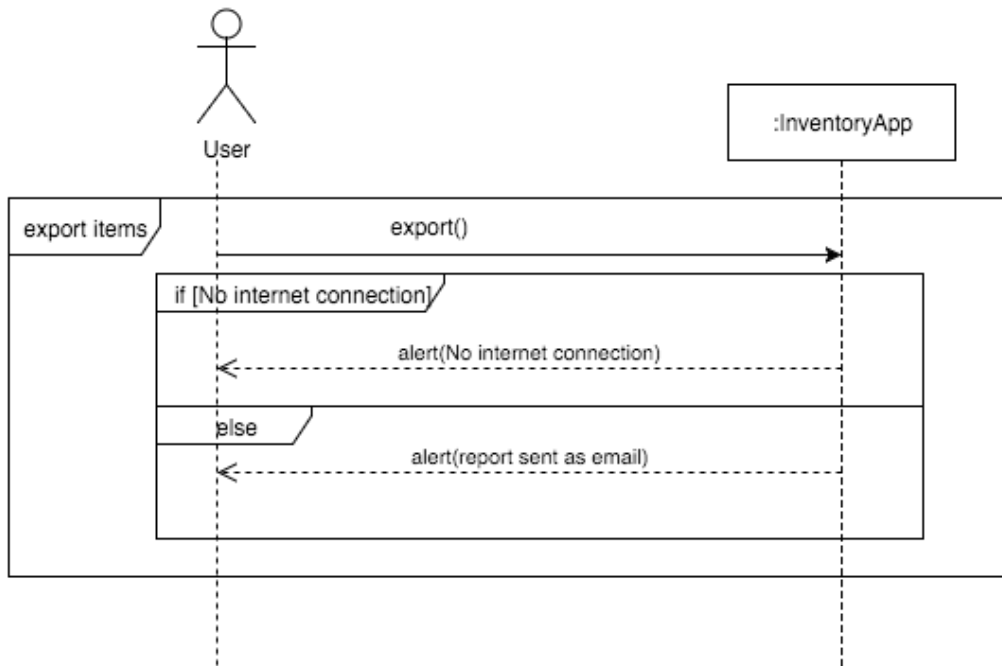 User
:InventoryApp
export items
export()
if [No internet connection]
alert(No internet connection)
else
alert(report sent as email)